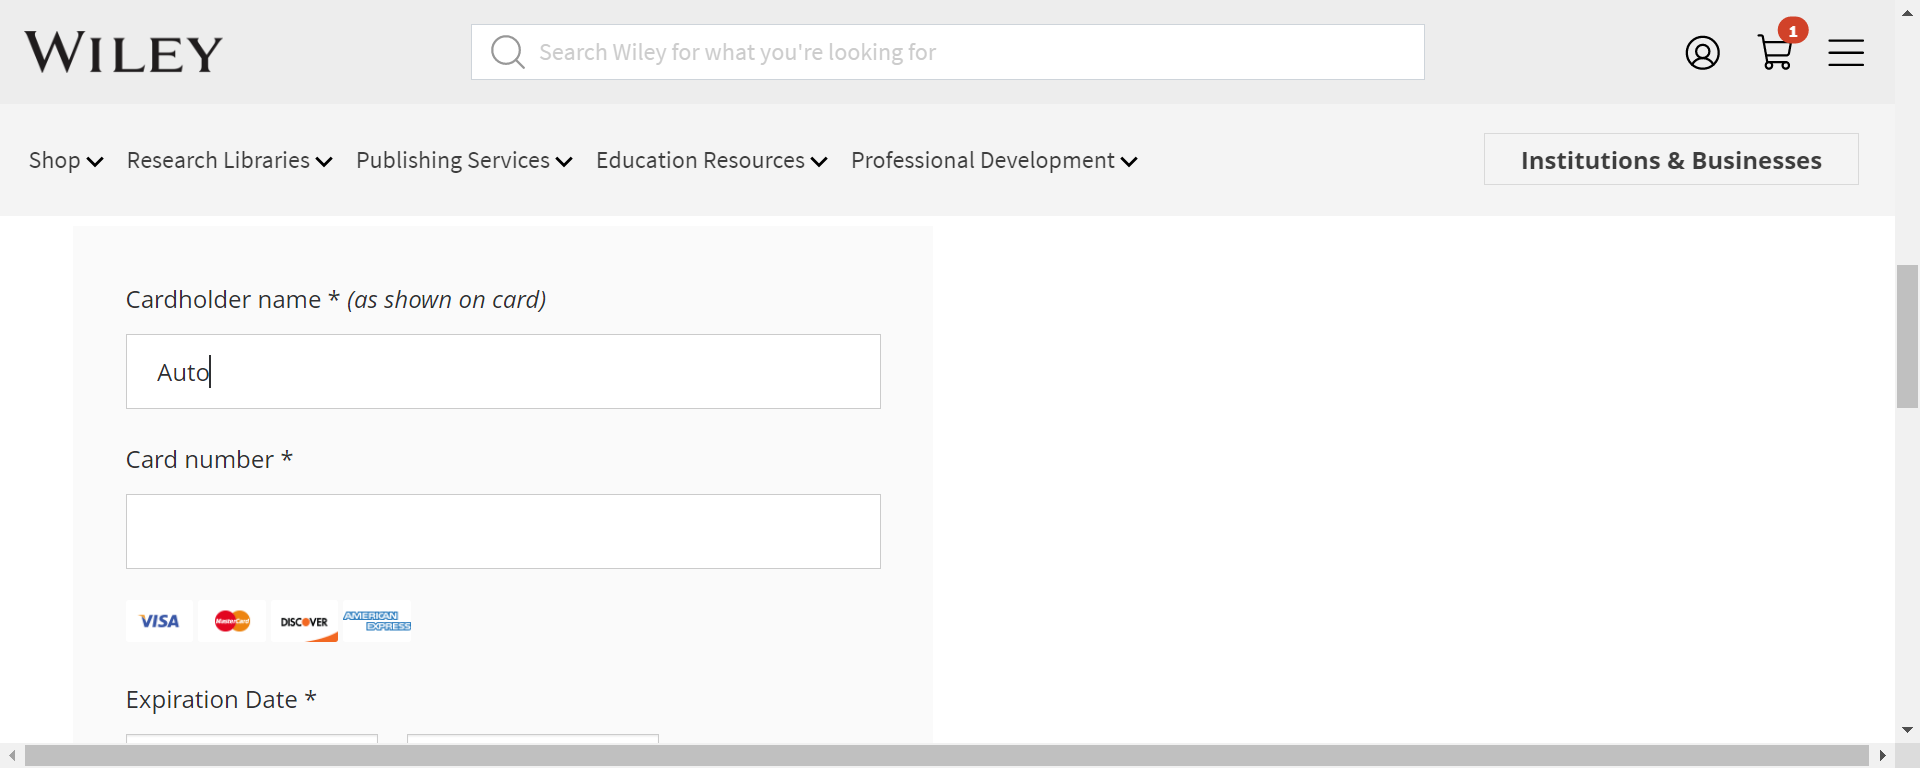 WILEY
Search Wiley for what you're looking for
1
Shop
Research Libraries
Publishing Services
Education Resources
Professional Development
Institutions & Businesses
Cardholder name * (as shown on card)
Auto
Card number *
VISA
MasterCard
DISCOVER
AMERICAN
EXPRESS
Expiration Date *